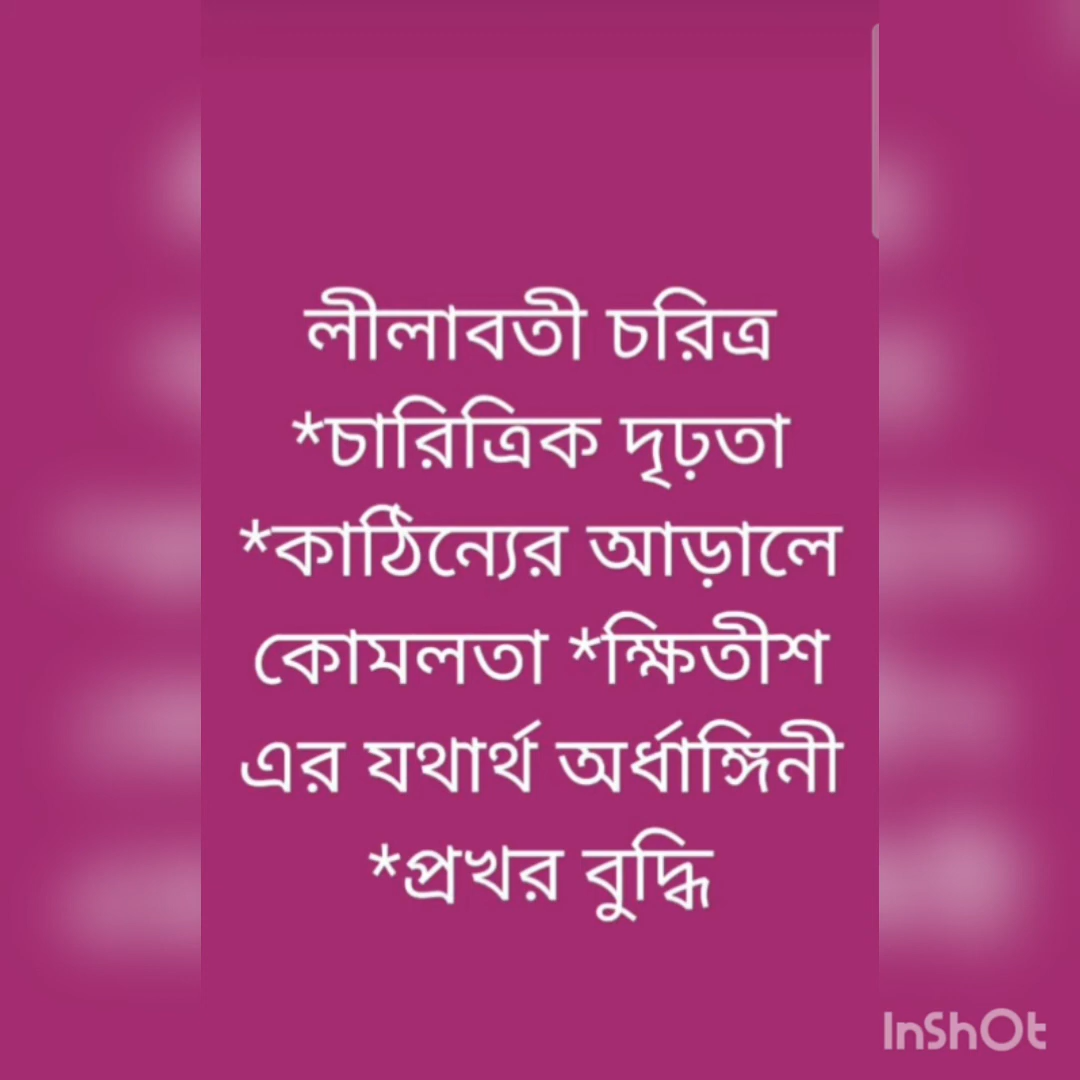 লীলাবতী চরিত্র
*চারিত্রিক দৃঢ়তা
*কাঠিন্যের আড়ালে
কোমলতা *ক্ষিতীশ
এর যথার্থ অর্ধাঙ্গিনী
*প্রখর বুদ্ধি
InShOt